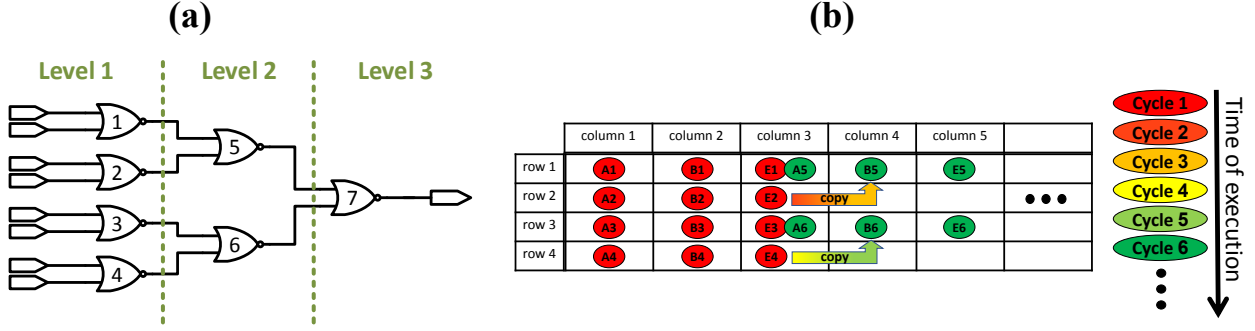 (a)
Level 1 Level 2 Level 3
1
2
3
4
5
6
7
(b)
column 1 column 2 column 3 column 4 column 5
row 1 A1 B1 E1 A5 B5 E5
row 2 A2 B2 E2 copy
row 3 A3 B3 E3 A6 B6 E6
row 4 A4 B4 E4 copy
Cycle 1
Cycle 2
Cycle 3
Cycle 4
Cycle 5
Cycle 6
Time of execution